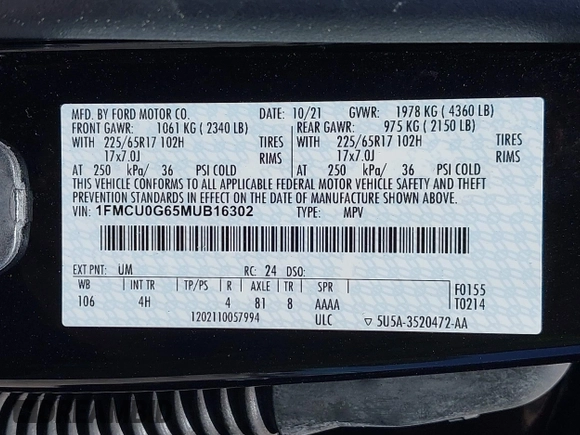 MFD. BY FORD MOTOR CO. DATE: 10/21 GVWR: 1978 KG ( 4360 LB)
FRONT GAWR: 1061 KG ( 2340 LB) REAR GAWR: 975 KG ( 2150 LB)
WITH 225/65R17 102H TIRES WITH 225/65R17 102H TIRES
17x7.0J RIMS 17x7.0J RIMS
AT 250 kPa/ 36 PSI COLD AT 250 kPa/ 36 PSI COLD
THIS VEHICLE CONFORMS TO ALL APPLICABLE FEDERAL MOTOR VEHICLE SAFETY AND THEFT
PREVENTION STANDARDS IN EFFECT ON THE DATE OF MANUFACTURE SHOWN ABOVE.
VIN: 1FMCU0G65MUB16302 TYPE: MPV
EXT PNT: UM RC: 24 DSO:
WB INT TR TP/PS R AXLE TR SPR F0155
106 4H 4 81 8 AAAA T0214
1202110057994 ULC ▽ 5U5A-3520472-AA